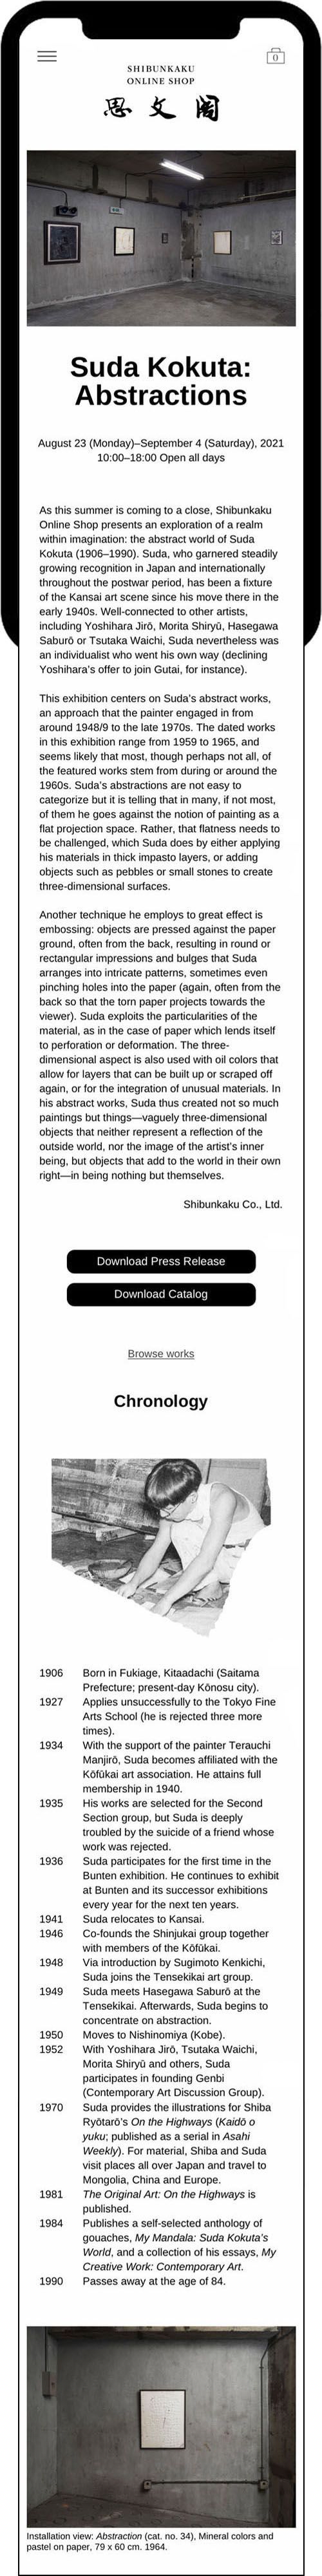 0
SHIBUNKAKU
ONLINE SHOP
思文閣
Suda Kokuta:
Abstractions
August 23 (Monday)–September 4 (Saturday), 2021
10:00–18:00 Open all days
As this summer is coming to a close, Shibunkaku
Online Shop presents an exploration of a realm
within imagination: the abstract world of Suda
Kokuta (1906–1990). Suda, who garnered steadily
growing recognition in Japan and internationally
throughout the postwar period, has been a fixture
of the Kansai art scene since his move there in the
early 1940s. Well-connected to other artists,
including Yoshihara Jirō, Morita Shiryū, Hasegawa
Saburō or Tsutaka Waichi, Suda nevertheless was
an individualist who went his own way (declining
Yoshihara's offer to join Gutai, for instance).
This exhibition centers on Suda's abstract works,
an approach that the painter engaged in from
around 1948/9 to the late 1970s. The dated works
in this exhibition range from 1959 to 1965, and
seems likely that most, though perhaps not all, of
the featured works stem from during or around the
1960s. Suda's abstractions are not easy to
categorize but it is telling that in many, if not most,
of them he goes against the notion of painting as a
flat projection space. Rather, that flatness needs to
be challenged, which Suda does by either applying
his materials in thick impasto layers, or adding
objects such as pebbles or small stones to create
three-dimensional surfaces.
Another technique he employs to great effect is
embossing: objects are pressed against the paper
ground, often from the back, resulting in round or
rectangular impressions and bulges that Suda
arranges into intricate patterns, sometimes even
pinching holes into the paper (again, often from the
back so that the torn paper projects towards the
viewer). Suda exploits the particularities of the
material, as in the case of paper which lends itself
to perforation or deformation. The three-
dimensional aspect is also used with oil colors that
allow for layers that can be built up or scraped off
again, or for the integration of unusual materials. In
his abstract works, Suda thus created not so much
paintings but things—vaguely three-dimensional
objects that neither represent a reflection of the
outside world, nor the image of the artist's inner
being, but objects that add to the world in their own
right—in being nothing but themselves.
Shibunkaku Co., Ltd.
Download Press Release
Download Catalog
Browse works
Chronology
1906 Born in Fukiage, Kitaadachi (Saitama
Prefecture; present-day Kōnosu city).
1927 Applies unsuccessfully to the Tokyo Fine
Arts School (he is rejected three more
times).
1934 With the support of the painter Terauchi
Manjirō, Suda becomes affiliated with the
Kōfūkai art association. He attains full
membership in 1940.
1935 His works are selected for the Second
Section group, but Suda is deeply
troubled by the suicide of a friend whose
work was rejected.
1936 Suda participates for the first time in the
Bunten exhibition. He continues to exhibit
at Bunten and its successor exhibitions
every year for the next ten years.
1941 Suda relocates to Kansai.
1946 Co-founds the Shinjukai group together
with members of the Kōfūkai.
1948 Via introduction by Sugimoto Kenkichi,
Suda joins the Tensekikai art group.
1949 Suda meets Hasegawa Saburō at the
Tensekikai. Afterwards, Suda begins to
concentrate on abstraction.
1950 Moves to Nishinomiya (Kobe).
1952 With Yoshihara Jirō, Tsutaka Waichi,
Morita Shiryū and others, Suda
participates in founding Genbi
(Contemporary Art Discussion Group).
1970 Suda provides the illustrations for Shiba
Ryōtarō's On the Highways (Kaidō o
yuku; published as a serial in Asahi
Weekly). For material, Shiba and Suda
visit places all over Japan and travel to
Mongolia, China and Europe.
1981 The Original Art: On the Highways is
published.
1984 Publishes a self-selected anthology of
gouaches, My Mandala: Suda Kokuta's
World, and a collection of his essays, My
Creative Work: Contemporary Art.
1990 Passes away at the age of 84.
Installation view: Abstraction (cat. no. 34), Mineral colors and
pastel on paper, 79 x 60 cm. 1964.